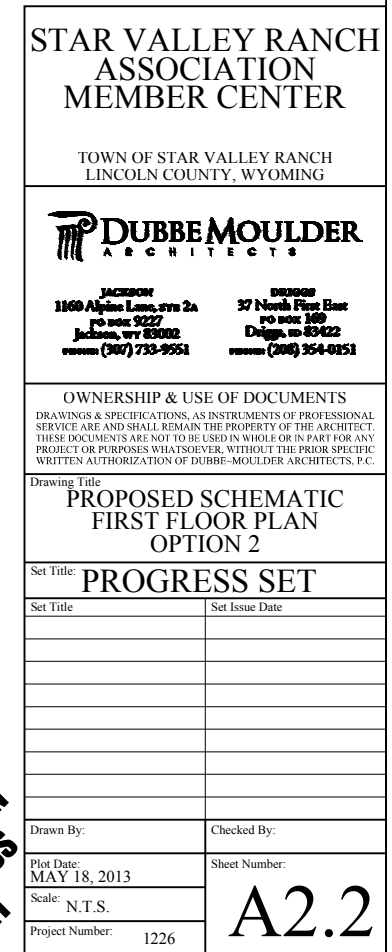 STAR VALLEY RANCH
ASSOCIATION
MEMBER CENTER
TOWN OF STAR VALLEY RANCH
LINCOLN COUNTY, WYOMING
DUBBE MOULDER
ARCHITECTS
JACKSON
1160 Alpine Lane, STE 2A
PO BOX 9227
Jackson, WY 83002
PHONE: (307) 733-9551
DRIGGS
37 North First East
PO BOX 169
Driggs, ID 83422
PHONE: (208) 354-0151
OWNERSHIP & USE OF DOCUMENTS
DRAWINGS & SPECIFICATIONS, AS INSTRUMENTS OF PROFESSIONAL
SERVICE ARE AND SHALL REMAIN THE PROPERTY OF THE ARCHITECT.
THESE DOCUMENTS ARE NOT TO BE USED IN WHOLE OR IN PART FOR ANY
PROJECT OR PURPOSES WHATSOEVER, WITHOUT THE PRIOR SPECIFIC
WRITTEN AUTHORIZATION OF DUBBE~MOULDER ARCHITECTS, P.C.
Drawing Title
PROPOSED SCHEMATIC
FIRST FLOOR PLAN
OPTION 2
Set Title: PROGRESS SET
Set Title Set Issue Date
Drawn By: Checked By:
Plot Date:
MAY 18, 2013
Scale: N.T.S.
Project Number: 1226
Sheet Number:
A2.2